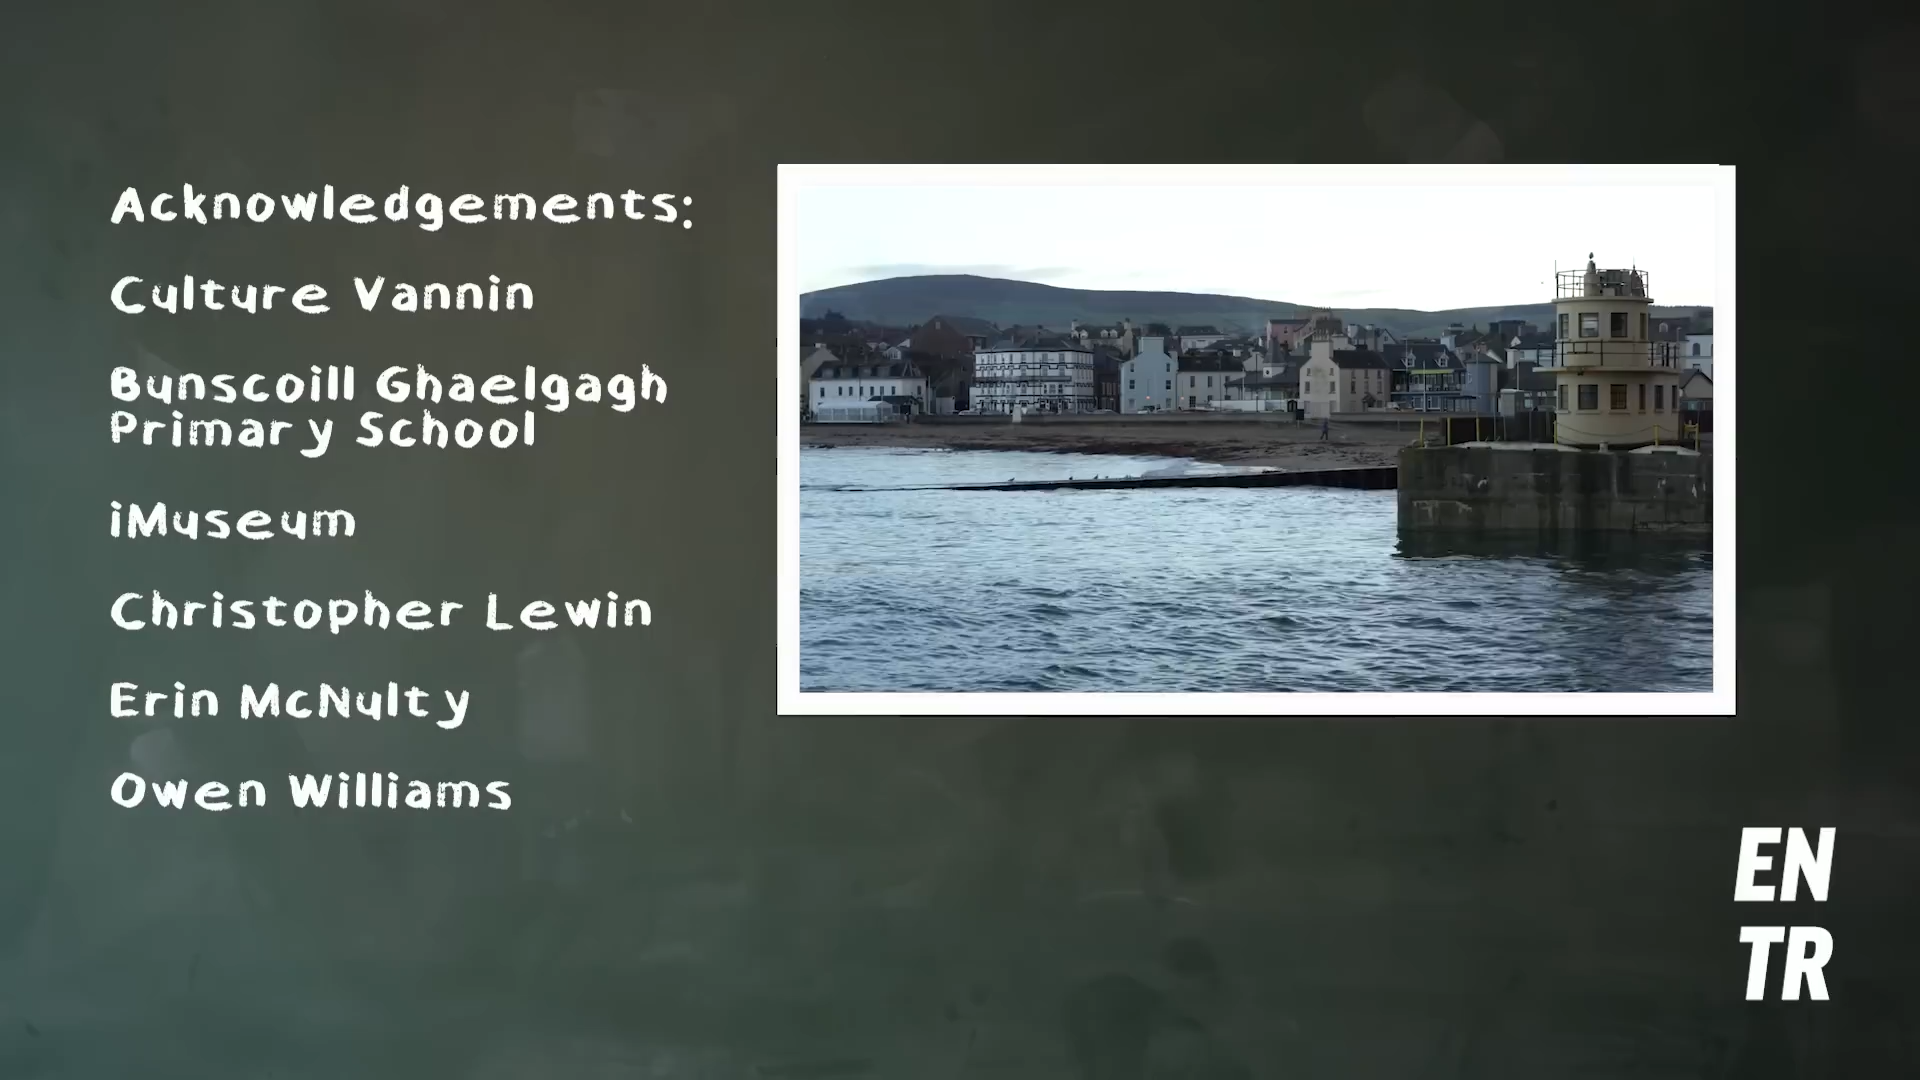 Acknowledgements:
Culture Vannin
Bunscoill Ghaelgagh
Primary School
iMuseum
Christopher Lewin
Erin McNulty
Owen Williams
EN
TR